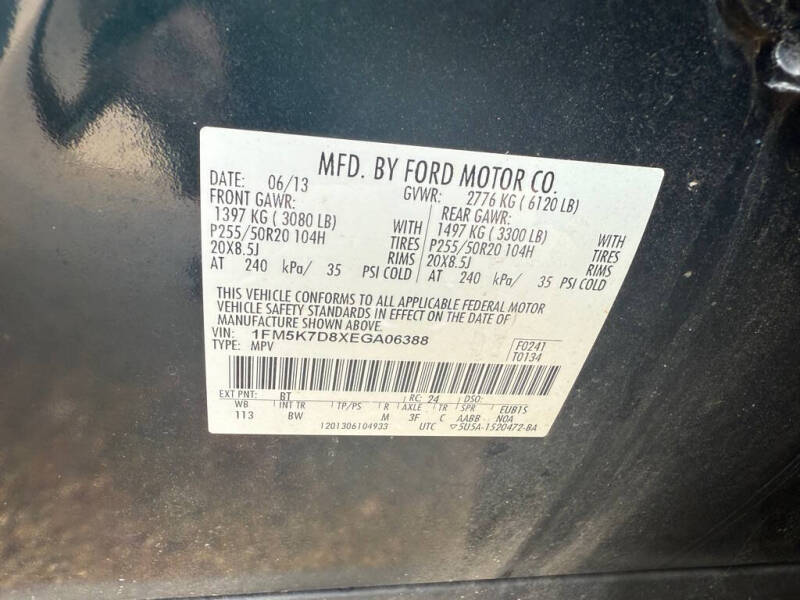 MFD. BY FORD MOTOR CO.
DATE: 06/13 GVWR: 2776 KG ( 6120 LB)
FRONT GAWR: REAR GAWR:
1397 KG ( 3080 LB) WITH 1497 KG ( 3300 LB) WITH
P255/50R20 104H TIRES P255/50R20 104H TIRES
20X8.5J RIMS 20X8.5J RIMS
AT 240 kPa/ 35 PSI COLD AT 240 kPa/ 35 PSI COLD
THIS VEHICLE CONFORMS TO ALL APPLICABLE FEDERAL MOTOR
VEHICLE SAFETY STANDARDS IN EFFECT ON THE DATE OF
MANUFACTURE SHOWN ABOVE.
VIN: 1FM5K7D8XEGA06388 F0241
TYPE: MPV T0134
EXT PNT: BT RC: 24 DSO:
WB INT TR TP/PS R AXLE TR SPR EUB1S
113 BW M 3F C AABB N0A
1201306104933 UTC ▽5U5A-1520472-BA